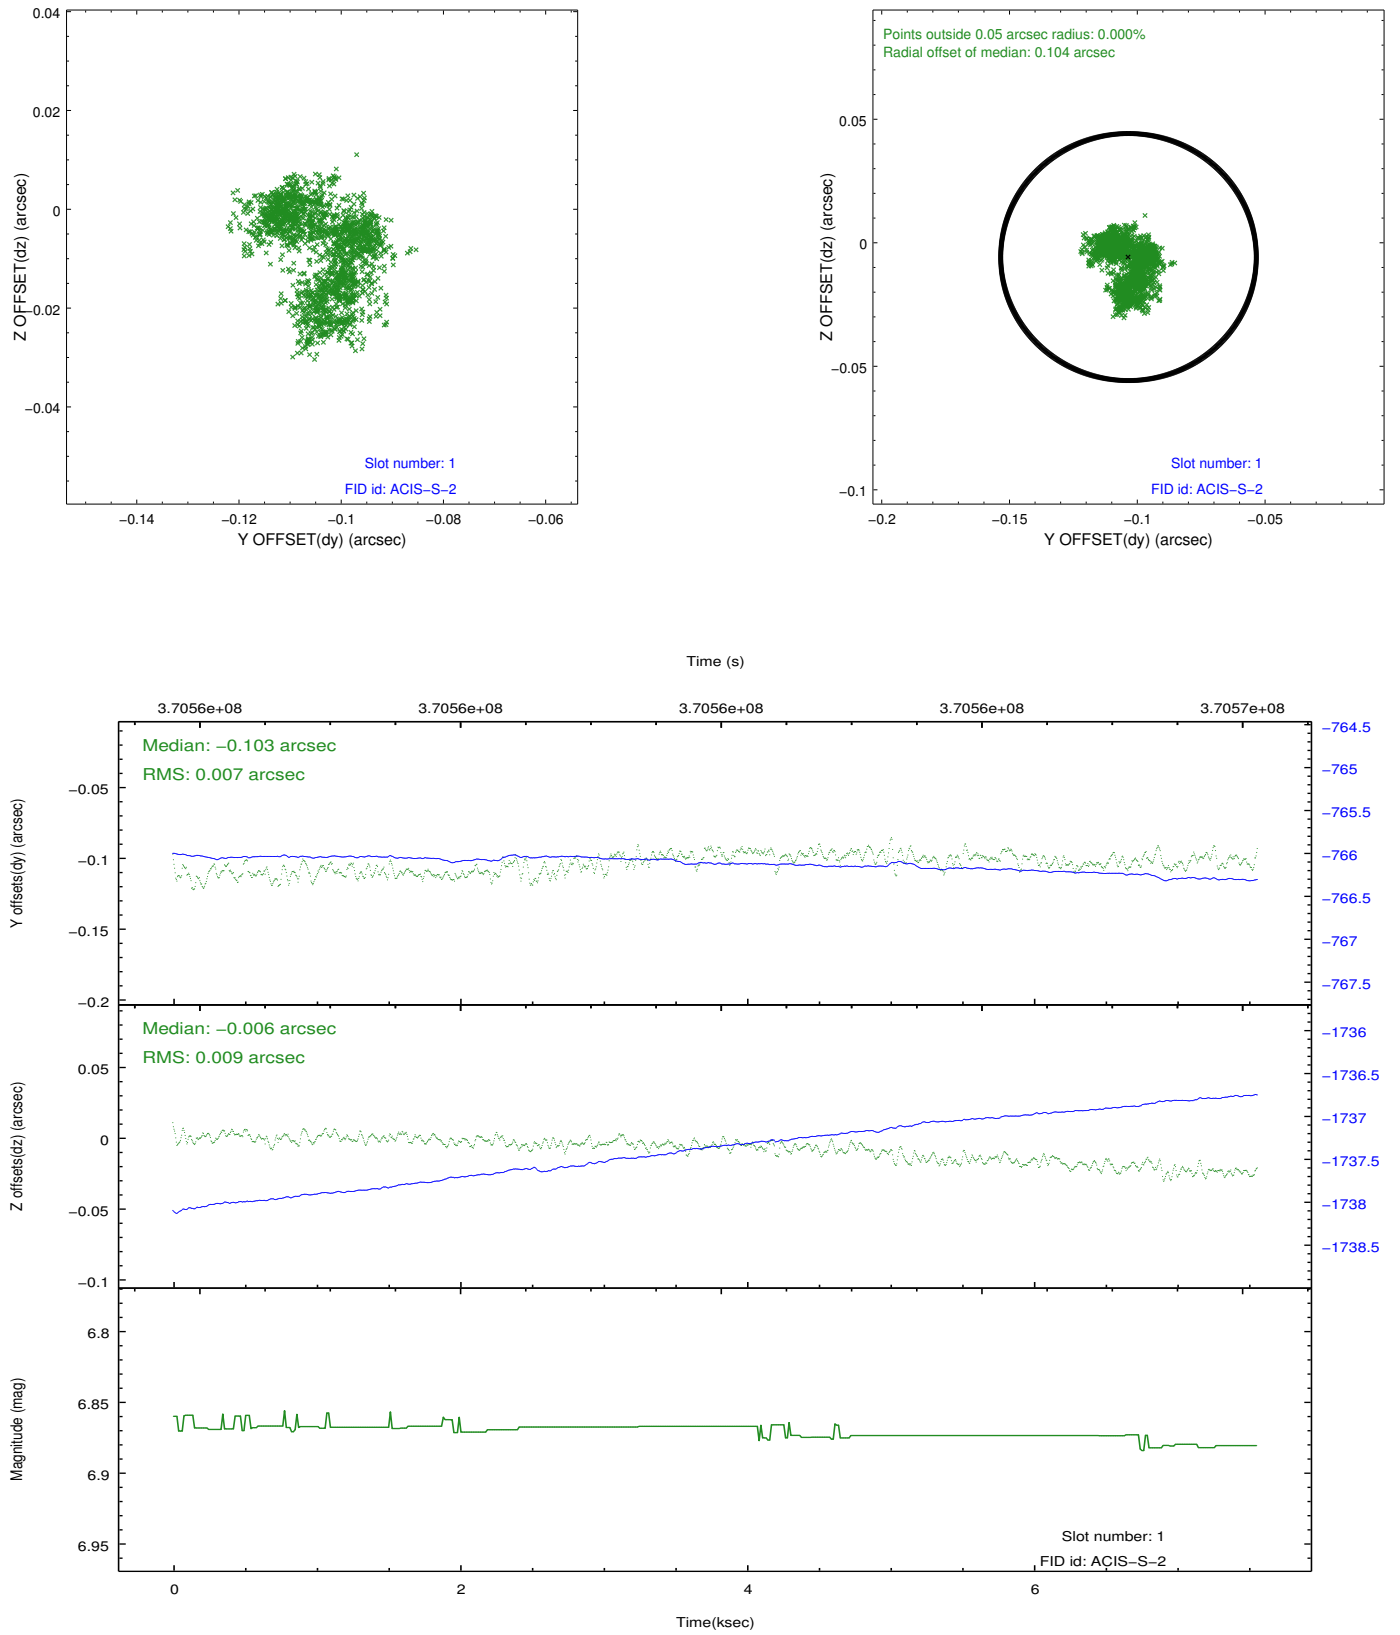 0.04
0.02
0
−0.02
−0.04
Z OFFSET(dz) (arcsec)
Slot number: 1
FID id: ACIS−S−2
−0.14
−0.12
−0.1
−0.08
−0.06
Y OFFSET(dy) (arcsec)
Points outside 0.05 arcsec radius: 0.000%
Radial offset of median: 0.104 arcsec
0.05
0
−0.05
−0.1
Z OFFSET(dz) (arcsec)
Slot number: 1
FID id: ACIS−S−2
−0.2
−0.15
−0.1
−0.05
Y OFFSET(dy) (arcsec)
Time (s)
3.7056e+08
3.7056e+08
3.7056e+08
3.7056e+08
3.7057e+08
Median: −0.103 arcsec
RMS: 0.007 arcsec
−0.05
−0.1
−0.15
−0.2
Y offsets(dy) (arcsec)
−764.5
−765
−765.5
−766
−766.5
−767
−767.5
Median: −0.006 arcsec
RMS: 0.009 arcsec
0.05
0
−0.05
−0.1
Z offsets(dz) (arcsec)
−1736
−1736.5
−1737
−1737.5
−1738
−1738.5
6.8
6.85
6.9
6.95
Magnitude (mag)
Slot number: 1
FID id: ACIS−S−2
0
2
4
6
Time(ksec)